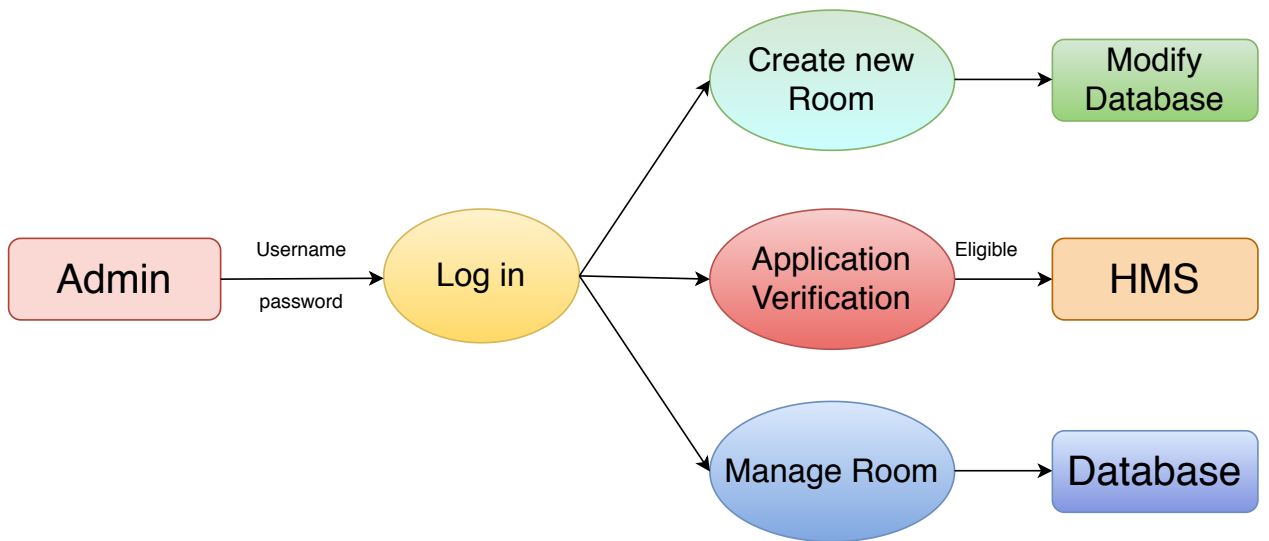 Admin
Username
password
Log in
Create new
Room
Modify
Database
Application
Verification
Eligible
HMS
Manage Room
Database